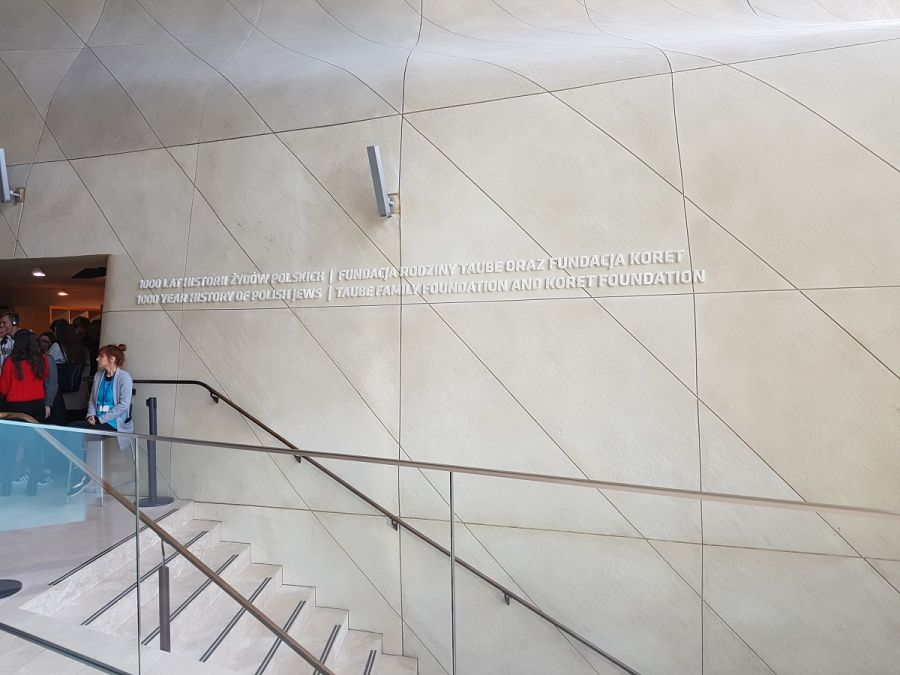 1000 LAT HISTORII ŻYDÓW POLSKICH | FUNDACJA RODZINY TAUBE ORAZ FUNDACJA KORET
1000 YEAR HISTORY OF POLISH JEWS | TAUBE FAMILY FOUNDATION AND KORET FOUNDATION